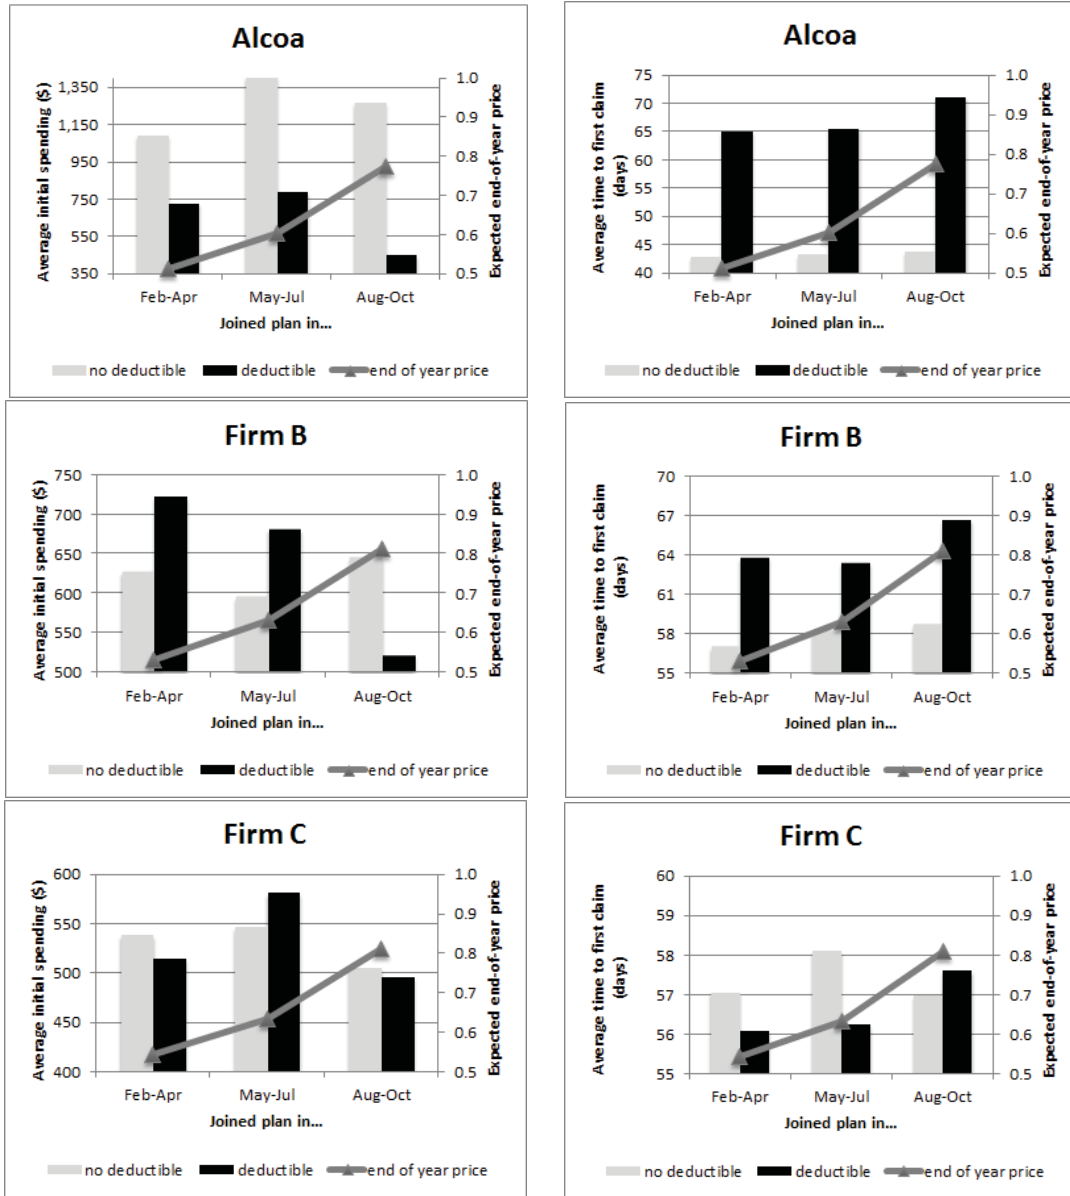 Alcoa
Average initial spending ($)
1,350
1,150
950
750
550
350
1.0
0.9
0.8
0.7
0.6
0.5
Expected end-of-year price
Feb-Apr May-Jul Aug-Oct
Joined plan in...
no deductible deductible end of year price
Alcoa
Average time to first claim
(days)
75
70
65
60
55
50
45
40
1.0
0.9
0.8
0.7
0.6
0.5
Expected end-of-year price
Feb-Apr May-Jul Aug-Oct
Joined plan in...
no deductible deductible end of year price
Firm B
Average initial spending ($)
750
700
650
600
550
500
1.0
0.9
0.8
0.7
0.6
0.5
Expected end-of-year price
Feb-Apr May-Jul Aug-Oct
Joined plan in...
no deductible deductible end of year price
Firm B
Average time to first claim
(days)
70
67
64
61
58
55
1.0
0.9
0.8
0.7
0.6
0.5
Expected end-of-year price
Feb-Apr May-Jul Aug-Oct
Joined plan in...
no deductible deductible end of year price
Firm C
Average initial spending ($)
600
550
500
450
400
1.0
0.9
0.8
0.7
0.6
0.5
Expected end-of-year price
Feb-Apr May-Jul Aug-Oct
Joined plan in...
no deductible deductible end of year price
Firm C
Average time to first claim
(days)
60
59
58
57
56
55
1.0
0.9
0.8
0.7
0.6
0.5
Expected end-of-year price
Feb-Apr May-Jul Aug-Oct
Joined plan in...
no deductible deductible end of year price